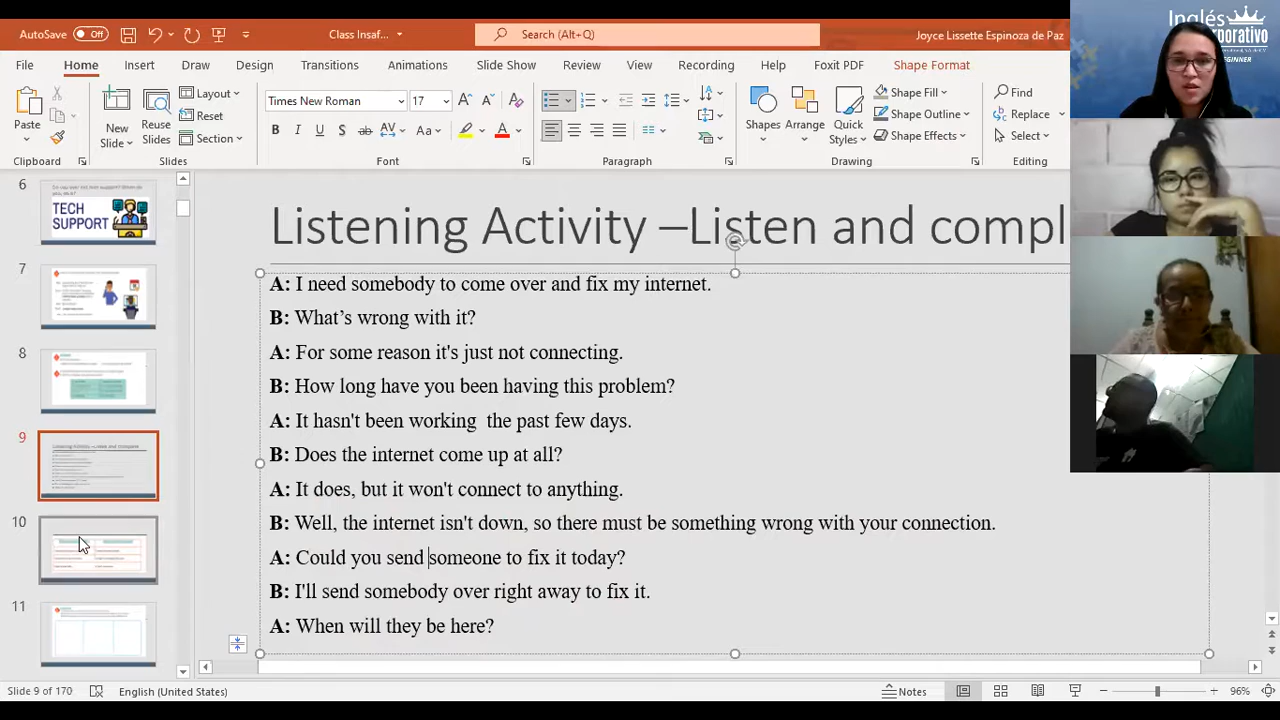 AutoSave Off Class Insaf... Search (Alt+Q) Joyce Lissette Espinoza de Paz
File Home Insert Draw Design Transitions Animations Slide Show Review View Recording Help Foxit PDF Shape Format
Paste New Slide Reuse Slides Layout Reset Section
Times New Roman 17
Shapes Arrange Quick Styles Shape Fill Shape Outline Shape Effects
Find Replace Select
Clipboard Slides Font Paragraph Drawing Editing
Inglés
6
TECH
SUPPORT
7
8
9
10
11
Listening Activity –Listen and compl
A: I need somebody to come over and fix my internet.
B: What's wrong with it?
A: For some reason it's just not connecting.
B: How long have you been having this problem?
A: It hasn't been working the past few days.
B: Does the internet come up at all?
A: It does, but it won't connect to anything.
B: Well, the internet isn't down, so there must be something wrong with your connection.
A: Could you send someone to fix it today?
B: I'll send somebody over right away to fix it.
A: When will they be here?
Slide 9 of 170 English (United States) Notes 96%